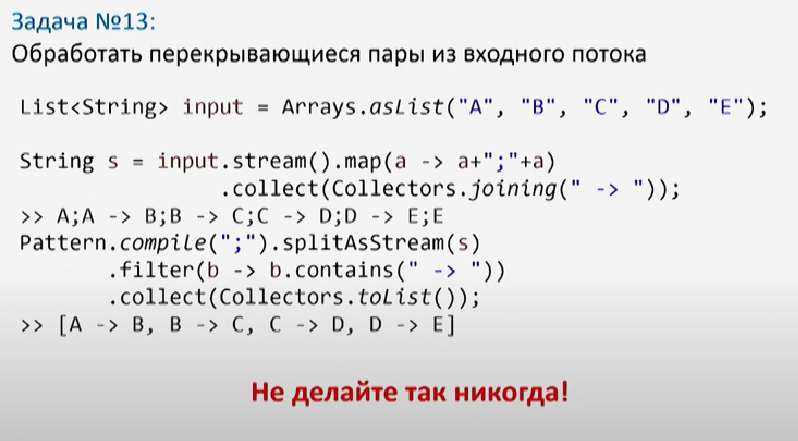 Задача №13:
Обработать перекрывающиеся пары из входного потока
List<String> input = Arrays.asList("A", "B", "C", "D", "E");
String s = input.stream().map(a -> a+";"+a)
.collect(Collectors.joining(" -> "));
>> A;A -> B;B -> C;C -> D;D -> E;E
Pattern.compile(";").splitAsStream(s)
.filter(b -> b.contains(" -> "))
.collect(Collectors.toList());
>> [A -> B, B -> C, C -> D, D -> E]
Не делайте так никогда!